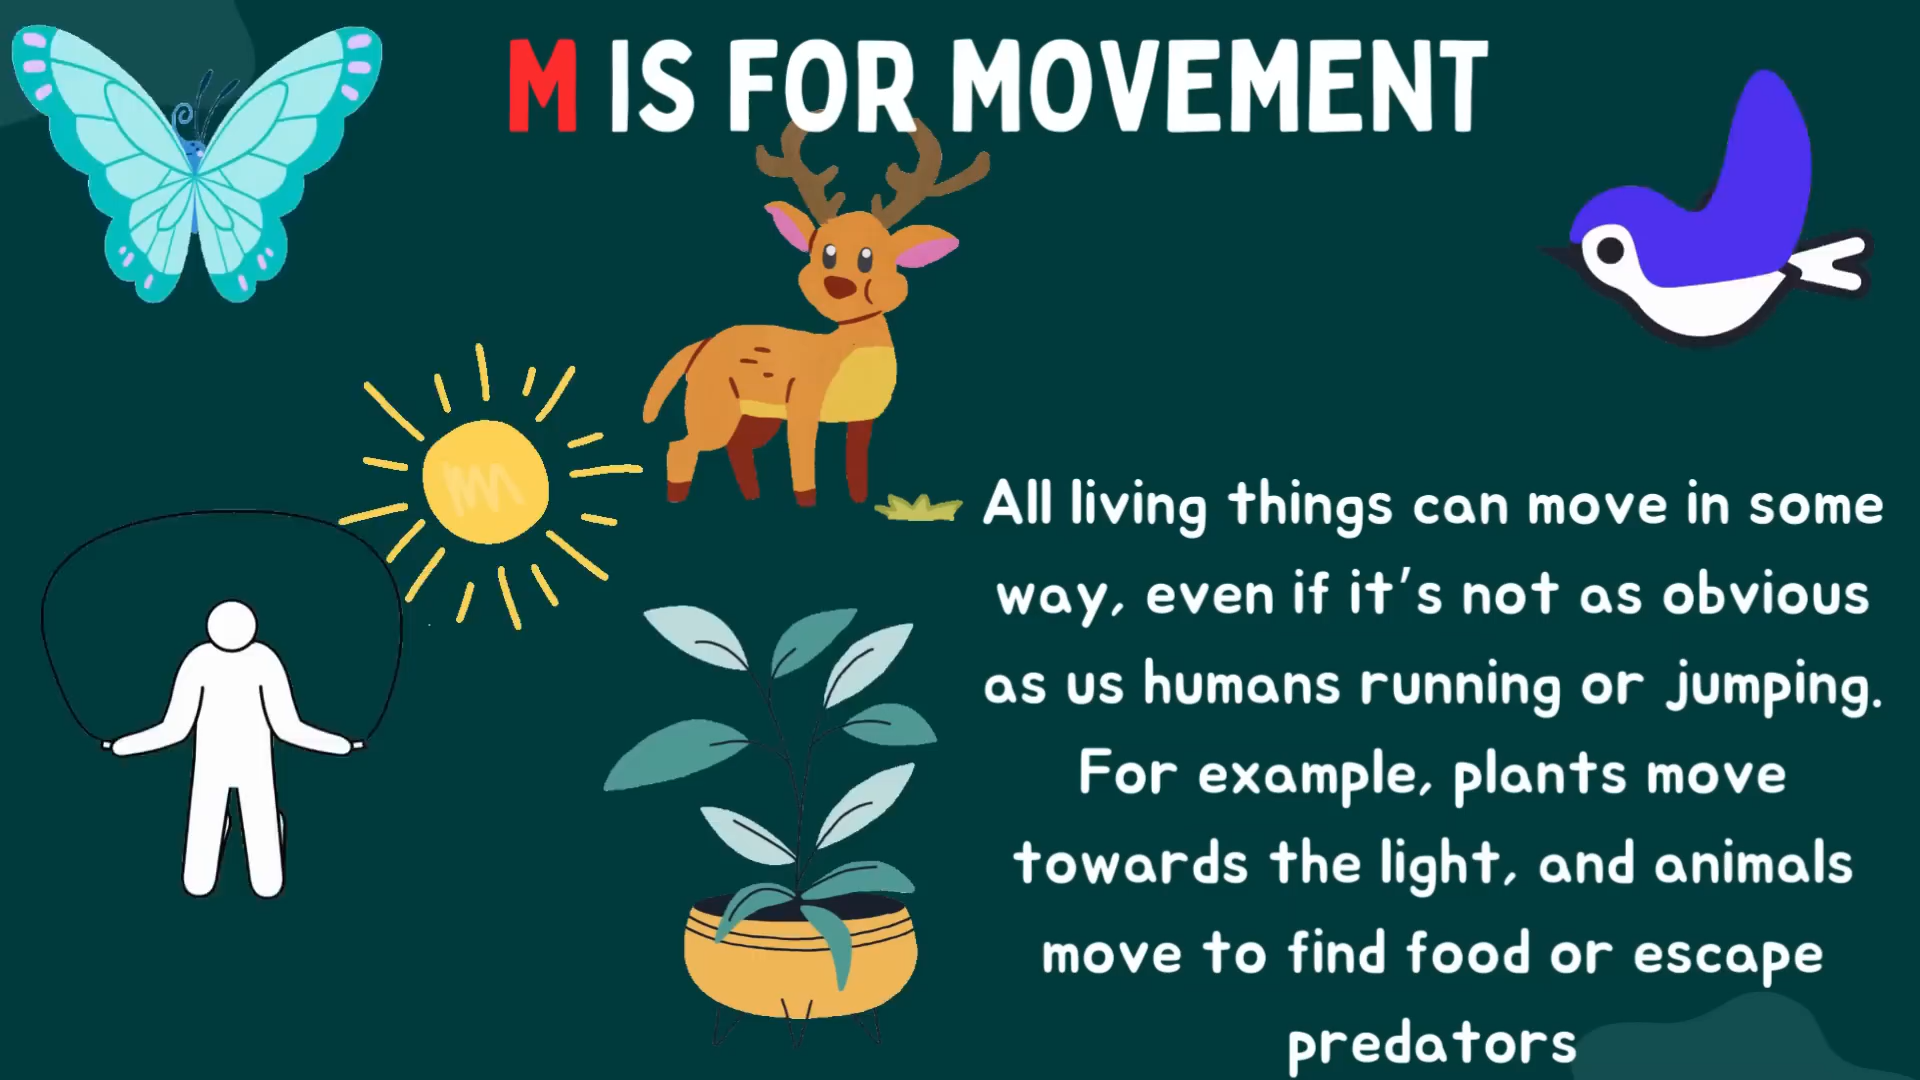 M IS FOR MOVEMENT
All living things can move in some
way, even if it's not as obvious
as us humans running or jumping.
For example, plants move
towards the light, and animals
move to find food or escape
predators